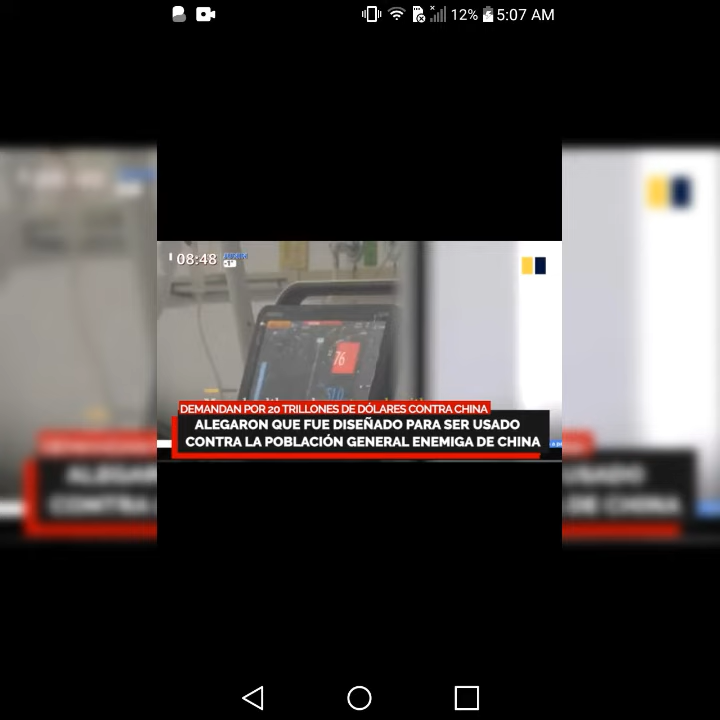 12% 5:07 AM
08:48
76
DEMANDAN POR 20 TRILLONES DE DÓLARES CONTRA CHINA
ALEGARON QUE FUE DISEÑADO PARA SER USADO
CONTRA LA POBLACIÓN GENERAL ENEMIGA DE CHINA